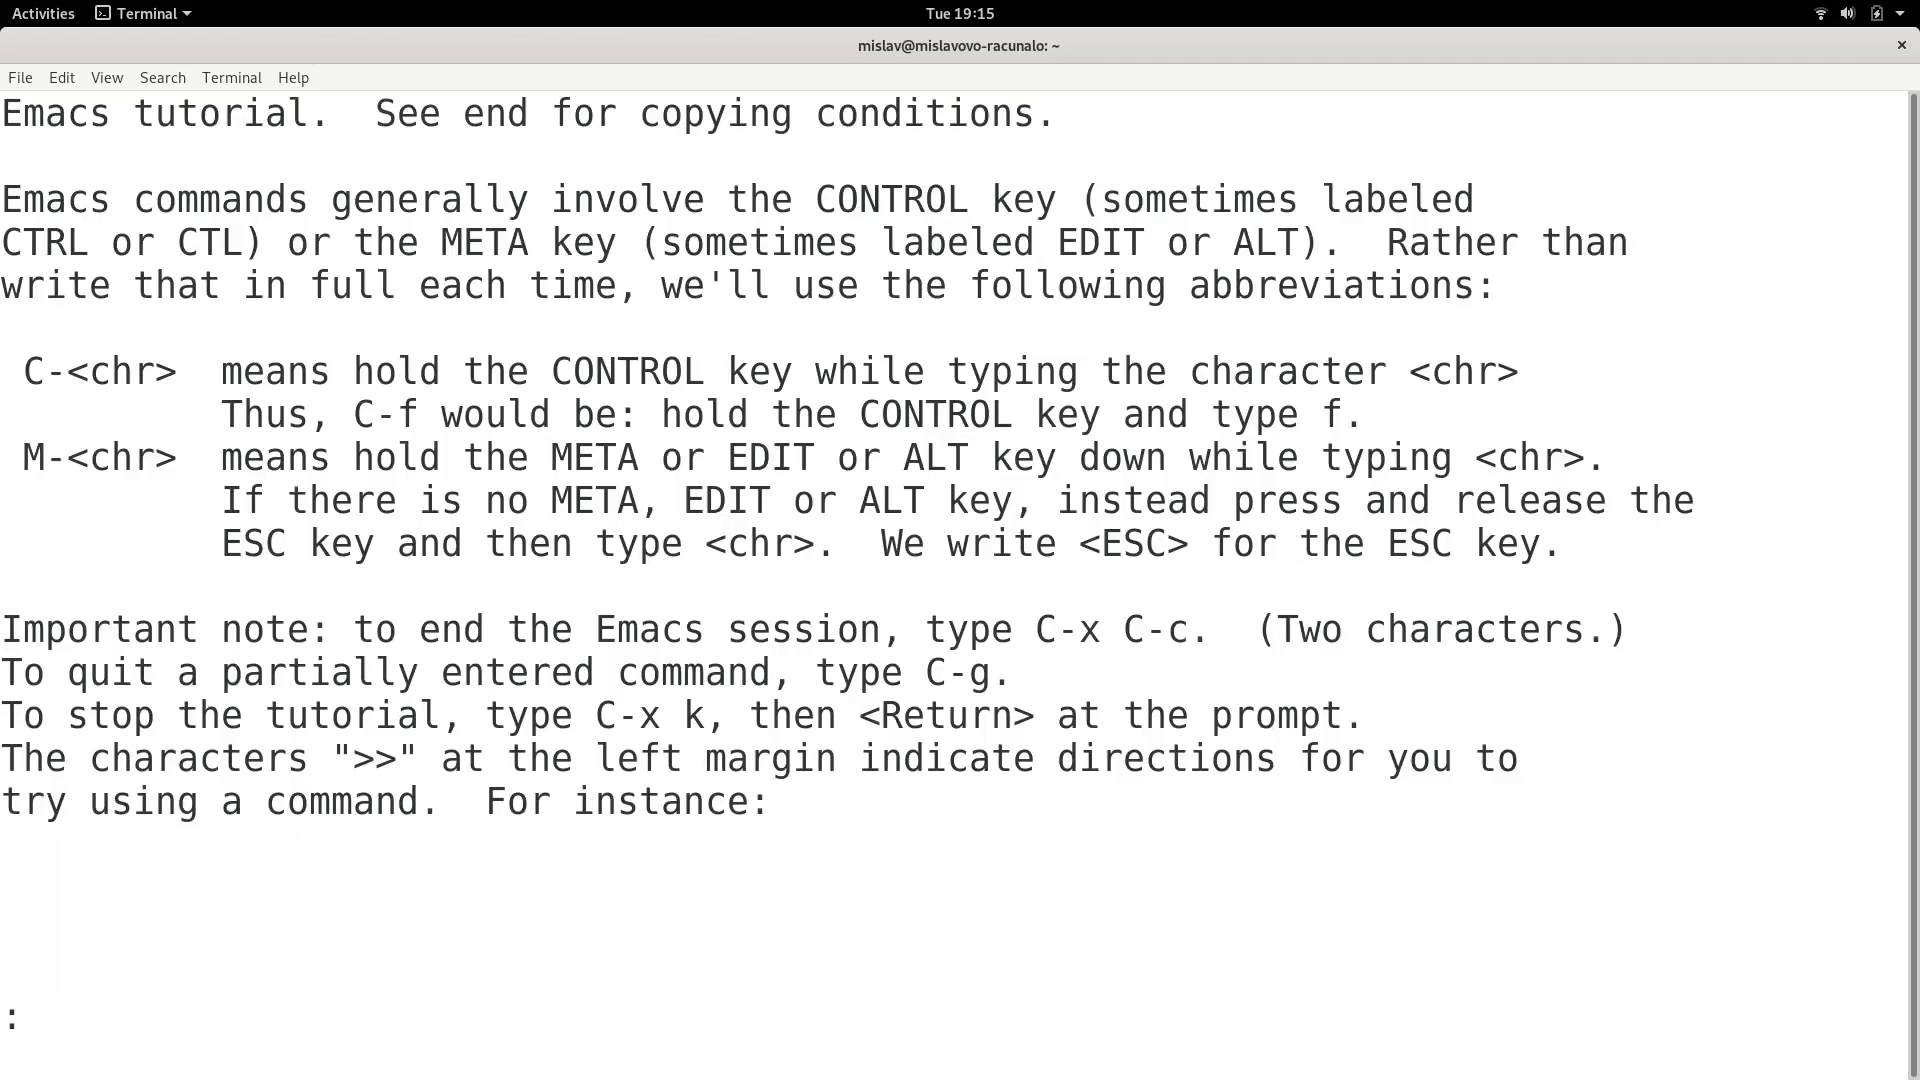 Activities Terminal Tue 19:15
mislav@mislavovo-racunalo: ~ ×
File Edit View Search Terminal Help
Emacs tutorial.  See end for copying conditions.

Emacs commands generally involve the CONTROL key (sometimes labeled
CTRL or CTL) or the META key (sometimes labeled EDIT or ALT).  Rather than
write that in full each time, we'll use the following abbreviations:

 C-<chr>  means hold the CONTROL key while typing the character <chr>
          Thus, C-f would be: hold the CONTROL key and type f.
 M-<chr>  means hold the META or EDIT or ALT key down while typing <chr>.
          If there is no META, EDIT or ALT key, instead press and release the
          ESC key and then type <chr>.  We write <ESC> for the ESC key.

Important note: to end the Emacs session, type C-x C-c.  (Two characters.)
To quit a partially entered command, type C-g.
To stop the tutorial, type C-x k, then <Return> at the prompt.
The characters ">>" at the left margin indicate directions for you to
try using a command.  For instance:
: